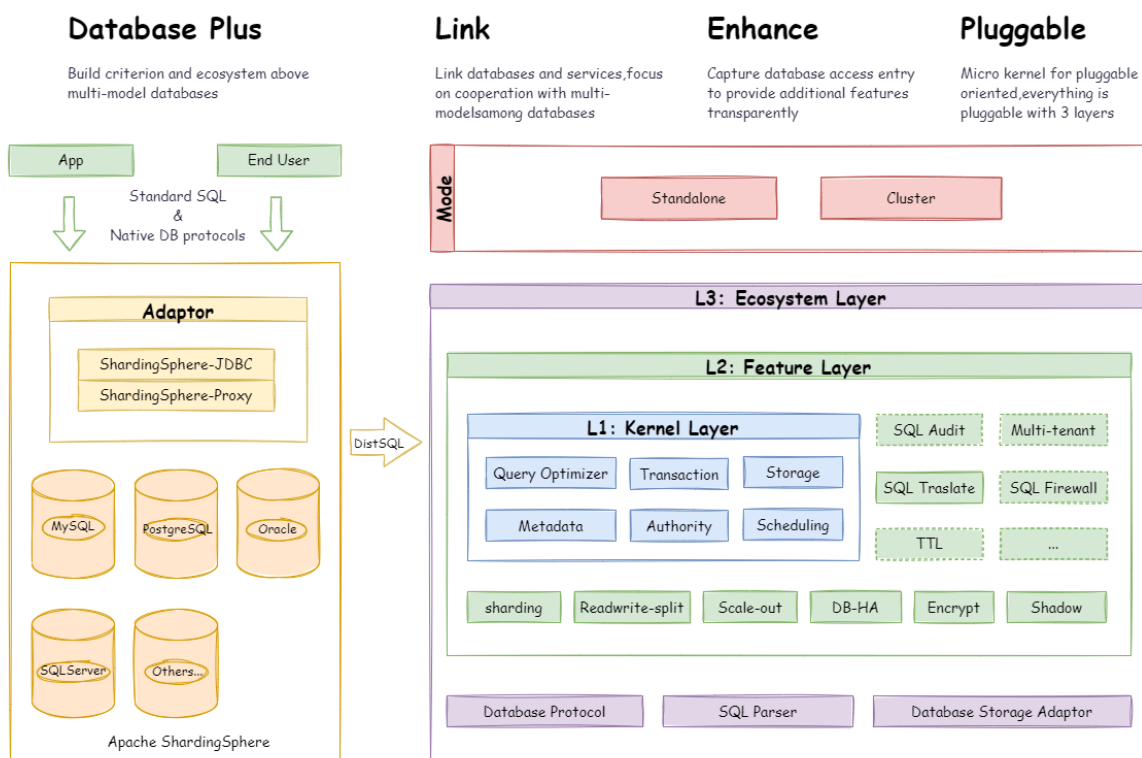 Database Plus
Build criterion and ecosystem above
multi-model databases
Link
Link databases and services,focus
on cooperation with multi-
modelsamong databases
Enhance
Capture database access entry
to provide additional features
transparently
Pluggable
Micro kernel for pluggable
oriented,everything is
pluggable with 3 layers
App
End User
Standard SQL
&
Native DB protocols
Adaptor
ShardingSphere-JDBC
ShardingSphere-Proxy
MySQL
PostgreSQL
Oracle
SQLServer
Others...
Apache ShardingSphere
DistSQL
Mode
Standalone
Cluster
L3: Ecosystem Layer
L2: Feature Layer
L1: Kernel Layer
Query Optimizer
Transaction
Storage
Metadata
Authority
Scheduling
SQL Audit
Multi-tenant
SQL Traslate
SQL Firewall
TTL
...
sharding
Readwrite-split
Scale-out
DB-HA
Encrypt
Shadow
Database Protocol
SQL Parser
Database Storage Adaptor